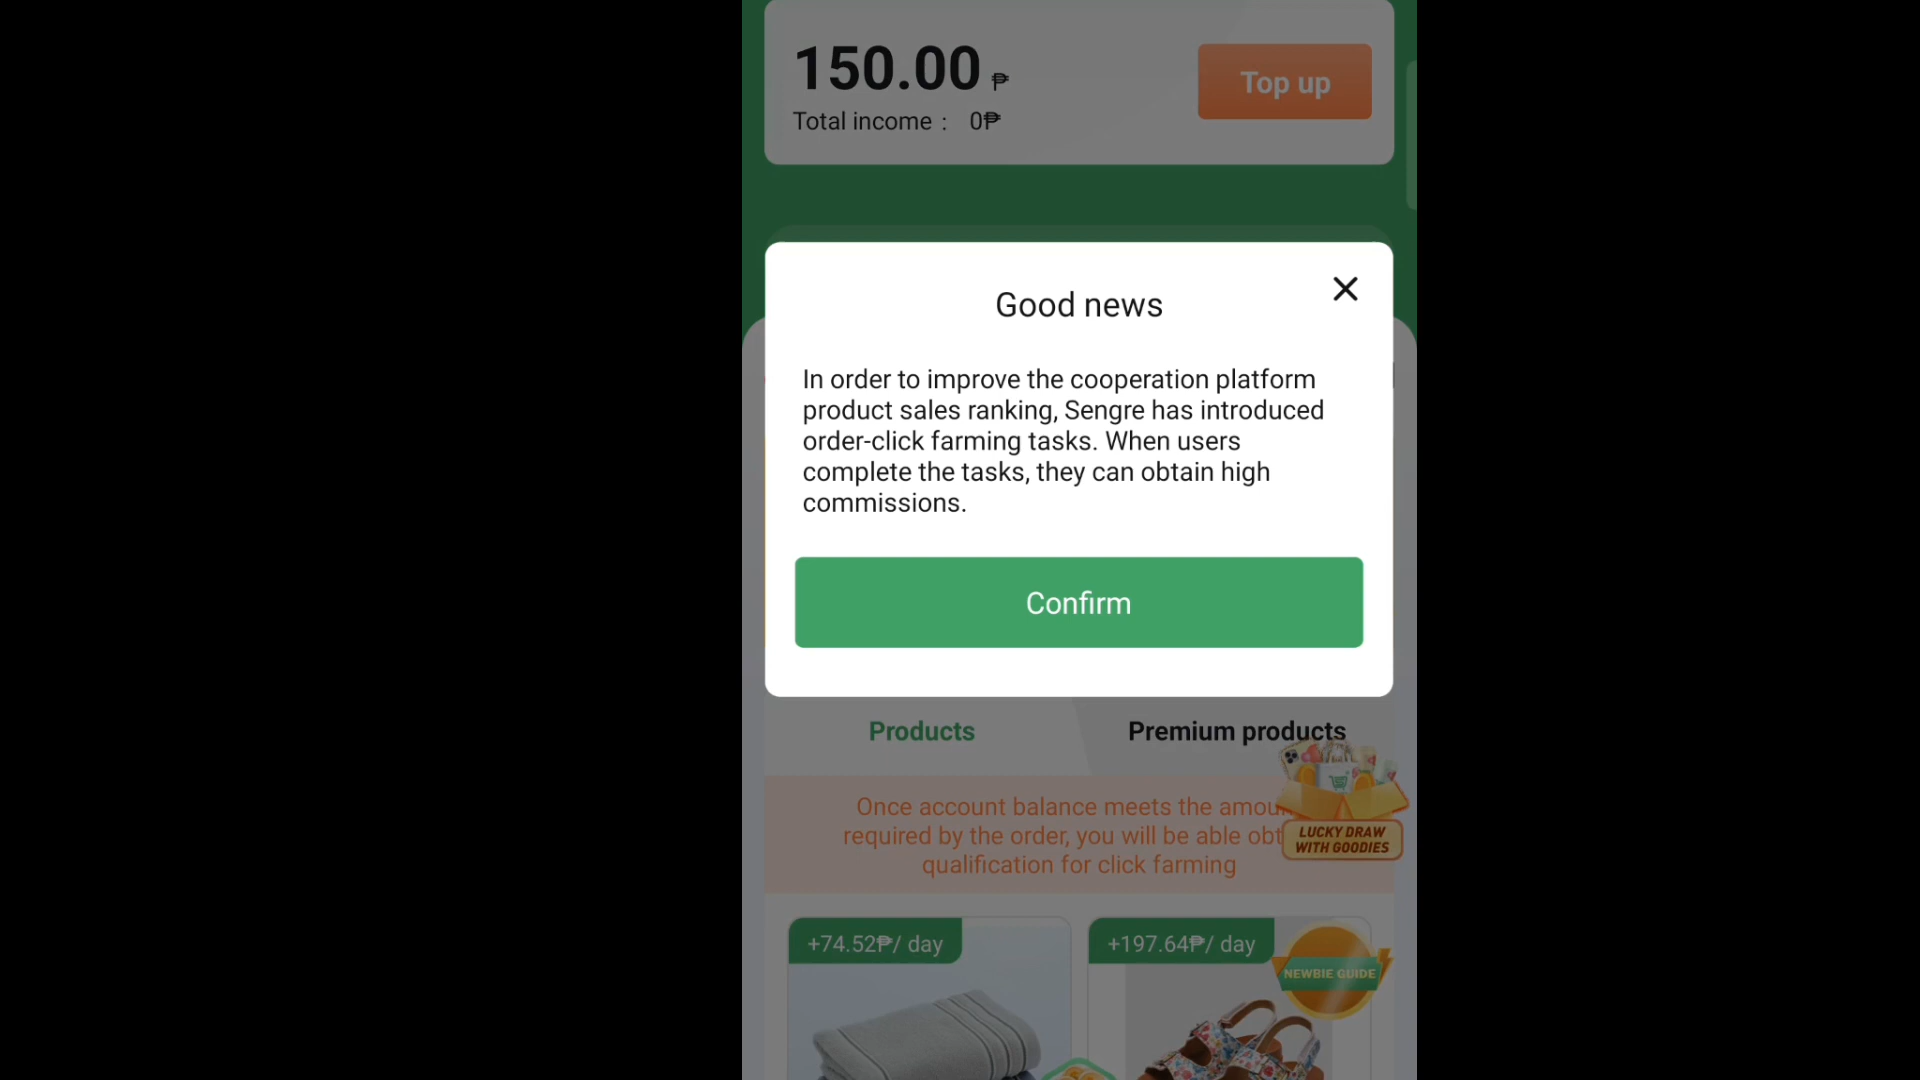 150.00 ₱
Top up
Total income : 0₱
Good news
In order to improve the cooperation platform
product sales ranking, Sengre has introduced
order-click farming tasks. When users
complete the tasks, they can obtain high
commissions.
Confirm
Products
Premium products
Once account balance meets the amou
required by the order, you will be able obt
qualification for click farming
LUCKY DRAW
WITH GOODIES
+74.52₱/ day
+197.64₱/ day
NEWBIE GUIDE